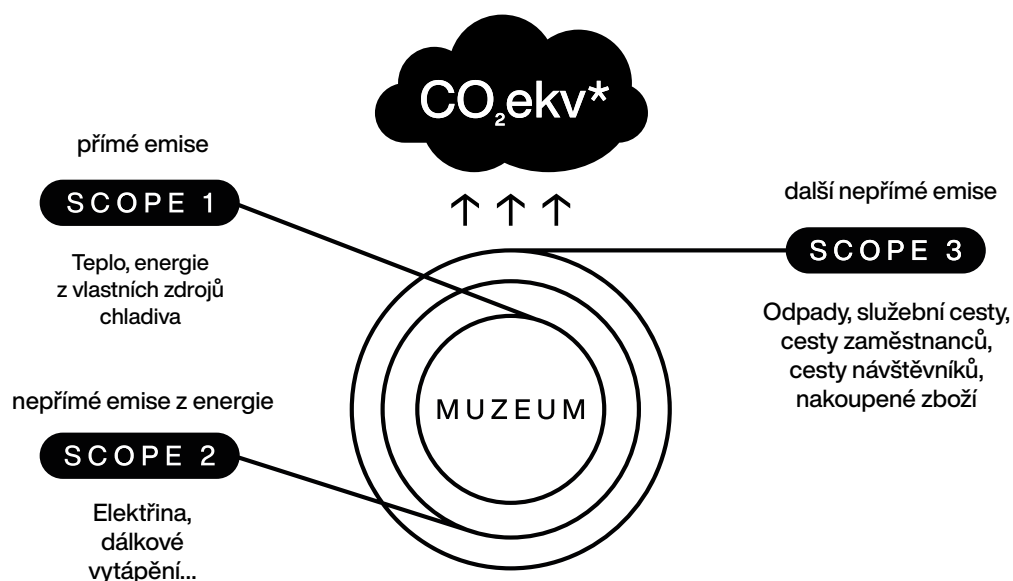 CO₂ekv*
přímé emise
SCOPE 1
Teplo, energie
z vlastních zdrojů
chladiva
další nepřímé emise
SCOPE 3
Odpady, služební cesty,
cesty zaměstnanců,
cesty návštěvníků,
nakoupené zboží
nepřímé emise z energie
SCOPE 2
Elektřina,
dálkové
vytápění...
MUZEUM